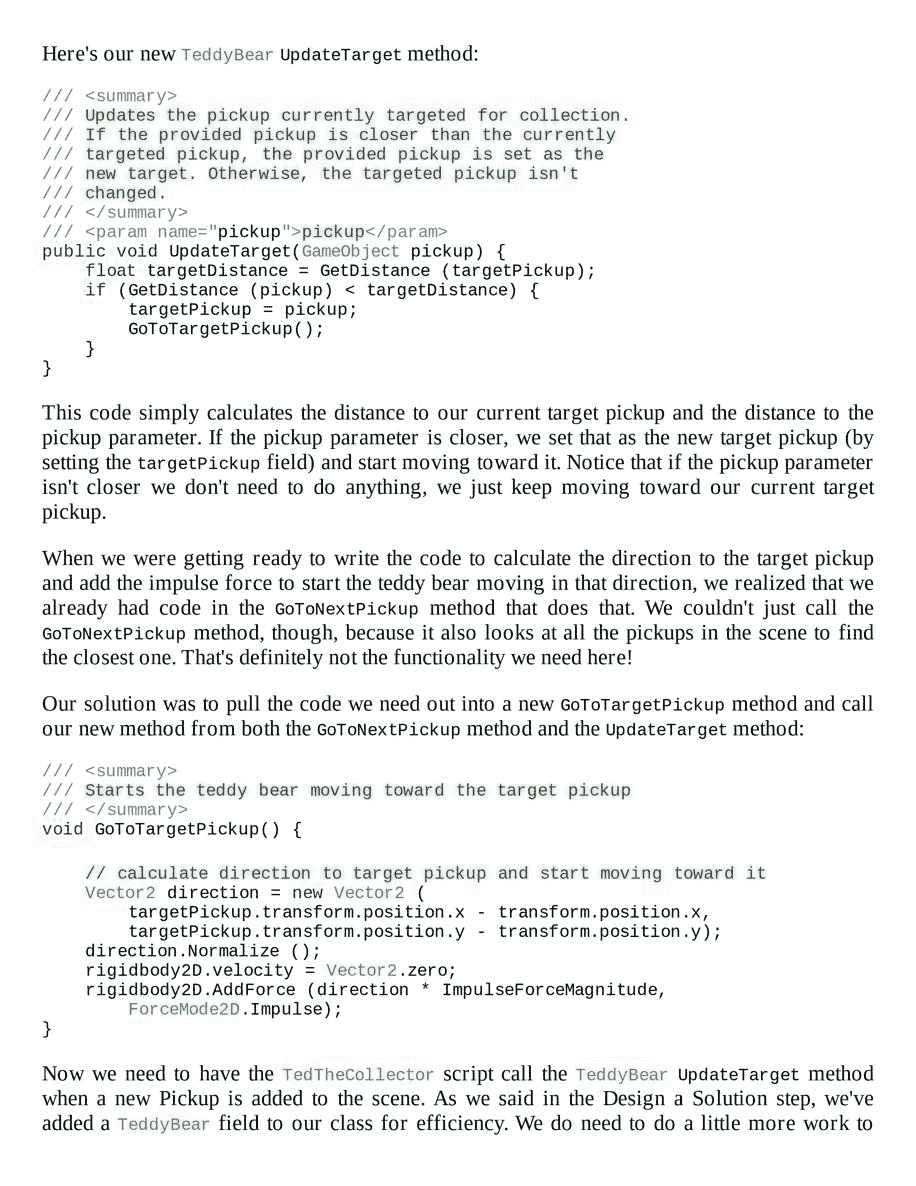 Here's our new TeddyBear UpdateTarget method:
/// <summary>
/// Updates the pickup currently targeted for collection.
/// If the provided pickup is closer than the currently
/// targeted pickup, the provided pickup is set as the
/// new target. Otherwise, the targeted pickup isn't
/// changed.
/// </summary>
/// <param name="pickup">pickup</param>
public void UpdateTarget(GameObject pickup) {
    float targetDistance = GetDistance (targetPickup);
    if (GetDistance (pickup) < targetDistance) {
        targetPickup = pickup;
        GoToTargetPickup();
    }
}
This code simply calculates the distance to our current target pickup and the distance to the
pickup parameter. If the pickup parameter is closer, we set that as the new target pickup (by
setting the targetPickup field) and start moving toward it. Notice that if the pickup parameter
isn't closer we don't need to do anything, we just keep moving toward our current target
pickup.
When we were getting ready to write the code to calculate the direction to the target pickup
and add the impulse force to start the teddy bear moving in that direction, we realized that we
already had code in the GoToNextPickup method that does that. We couldn't just call the
GoToNextPickup method, though, because it also looks at all the pickups in the scene to find
the closest one. That's definitely not the functionality we need here!
Our solution was to pull the code we need out into a new GoToTargetPickup method and call
our new method from both the GoToNextPickup method and the UpdateTarget method:
/// <summary>
/// Starts the teddy bear moving toward the target pickup
/// </summary>
void GoToTargetPickup() {
    // calculate direction to target pickup and start moving toward it
    Vector2 direction = new Vector2 (
        targetPickup.transform.position.x - transform.position.x,
        targetPickup.transform.position.y - transform.position.y);
    direction.Normalize ();
    rigidbody2D.velocity = Vector2.zero;
    rigidbody2D.AddForce (direction * ImpulseForceMagnitude,
        ForceMode2D.Impulse);
}
Now we need to have the TedTheCollector script call the TeddyBear UpdateTarget method
when a new Pickup is added to the scene. As we said in the Design a Solution step, we've
added a TeddyBear field to our class for efficiency. We do need to do a little more work to